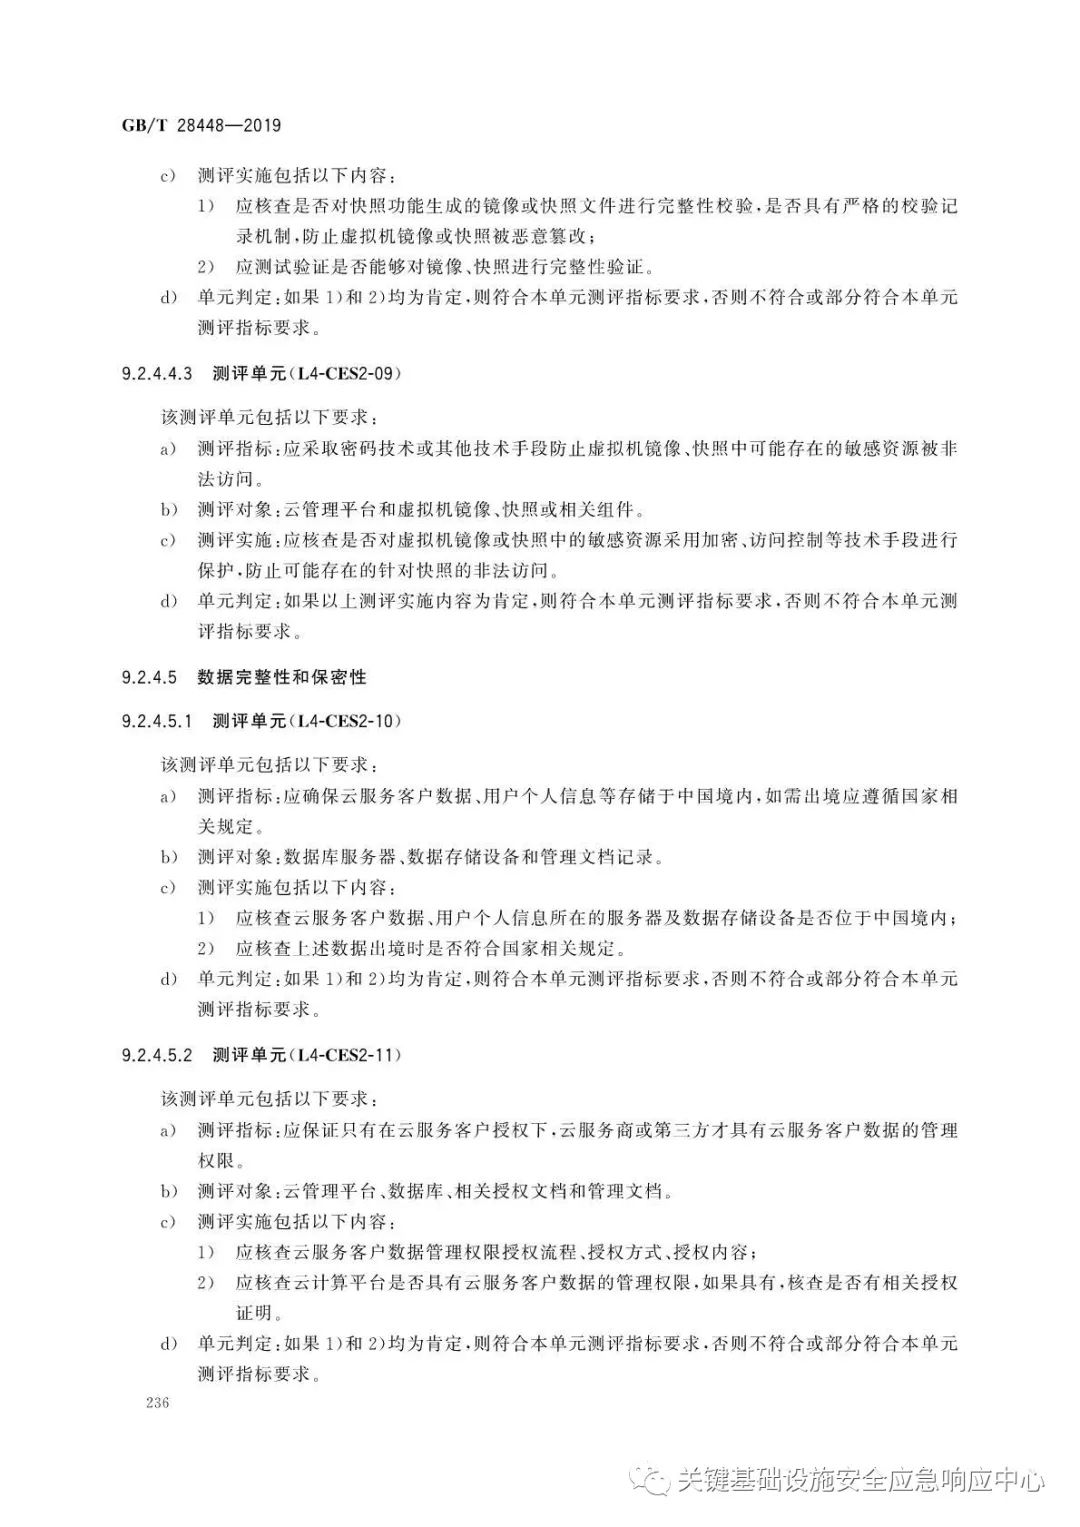 GB/T 28448—2019
c) 测评实施包括以下内容:
1) 应核查是否对快照功能生成的镜像或快照文件进行完整性校验,是否具有严格的校验记
录机制,防止虚拟机镜像或快照被恶意篡改;
2) 应测试验证是否能够对镜像、快照进行完整性验证。
d) 单元判定:如果1)和2)均为肯定,则符合本单元测评指标要求,否则不符合或部分符合本单元
测评指标要求。
9.2.4.4.3 测评单元(L4-CES2-09)
该测评单元包括以下要求:
a) 测评指标:应采取密码技术或其他技术手段防止虚拟机镜像、快照中可能存在的敏感资源被非
法访问。
b) 测评对象:云管理平台和虚拟机镜像、快照或相关组件。
c) 测评实施:应核查是否对虚拟机镜像或快照中的敏感资源采用加密、访问控制等技术手段进行
保护,防止可能存在的针对快照的非法访问。
d) 单元判定:如果以上测评实施内容为肯定,则符合本单元测评指标要求,否则不符合本单元测
评指标要求。
9.2.4.5 数据完整性和保密性
9.2.4.5.1 测评单元(L4-CES2-10)
该测评单元包括以下要求:
a) 测评指标:应确保云服务客户数据、用户个人信息等存储于中国境内,如需出境应遵循国家相
关规定。
b) 测评对象:数据库服务器、数据存储设备和管理文档记录。
c) 测评实施包括以下内容:
1) 应核查云服务客户数据、用户个人信息所在的服务器及数据存储设备是否位于中国境内;
2) 应核查上述数据出境时是否符合国家相关规定。
d) 单元判定:如果1)和2)均为肯定,则符合本单元测评指标要求,否则不符合或部分符合本单元
测评指标要求。
9.2.4.5.2 测评单元(L4-CES2-11)
该测评单元包括以下要求:
a) 测评指标:应保证只有在云服务客户授权下,云服务商或第三方才具有云服务客户数据的管理
权限。
b) 测评对象:云管理平台、数据库、相关授权文档和管理文档。
c) 测评实施包括以下内容:
1) 应核查云服务客户数据管理权限授权流程、授权方式、授权内容;
2) 应核查云计算平台是否具有云服务客户数据的管理权限,如果具有,核查是否有相关授权
证明。
d) 单元判定:如果1)和2)均为肯定,则符合本单元测评指标要求,否则不符合或部分符合本单元
测评指标要求。
236
关键基础设施安全应急响应中心